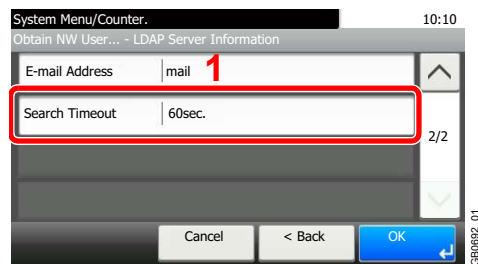 System Menu/Counter.
10:10
Obtain NW User... - LDAP Server Information
E-mail Address
mail
1
Search Timeout
60sec.
2/2
Cancel
< Back
OK
GB0692_01